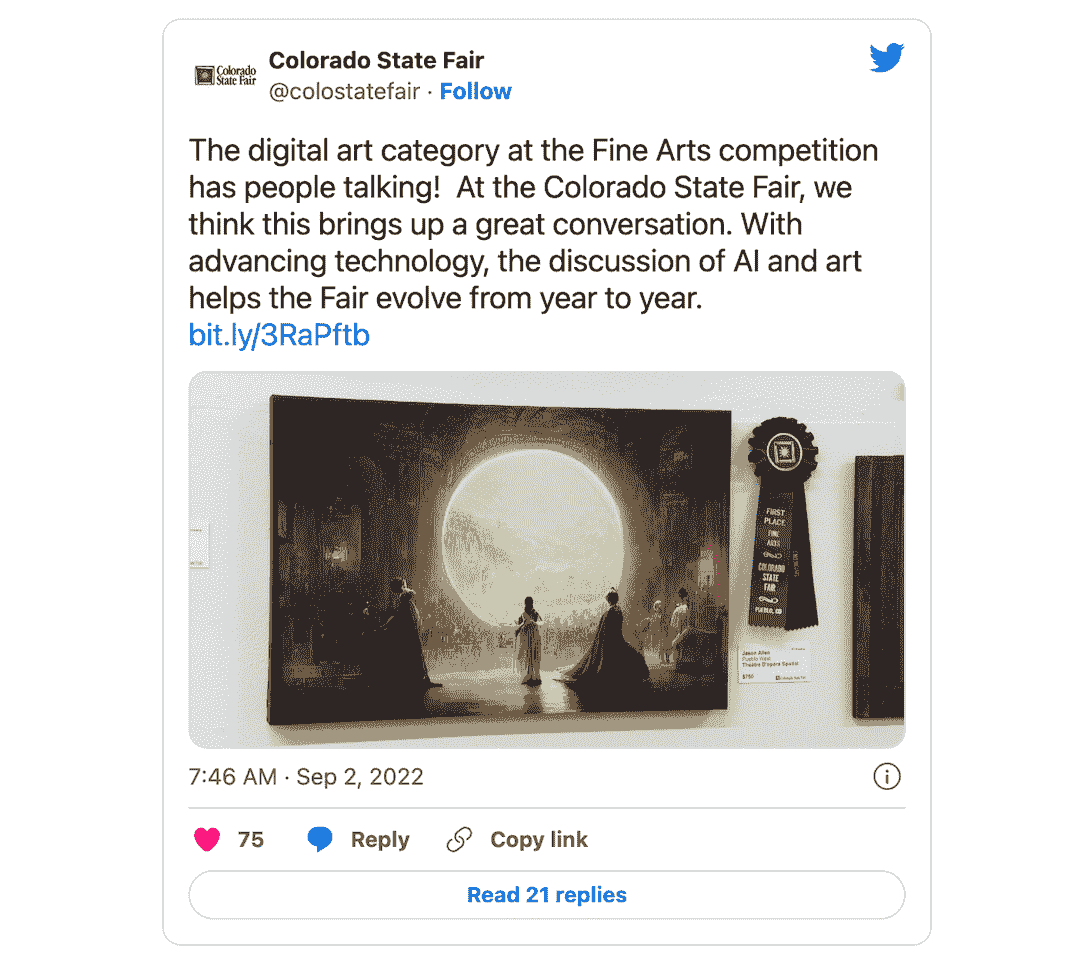 Colorado
State Fair
Colorado State Fair
@colostatefair · Follow
The digital art category at the Fine Arts competition
has people talking!  At the Colorado State Fair, we
think this brings up a great conversation. With
advancing technology, the discussion of AI and art
helps the Fair evolve from year to year.
bit.ly/3RaPftb
FIRST
PLACE
FINE
ARTS
COLORADO
STATE
FAIR
PUEBLO, CO
Jason Allen
Pueblo West
$750
7:46 AM · Sep 2, 2022
75 Reply Copy link
Read 21 replies